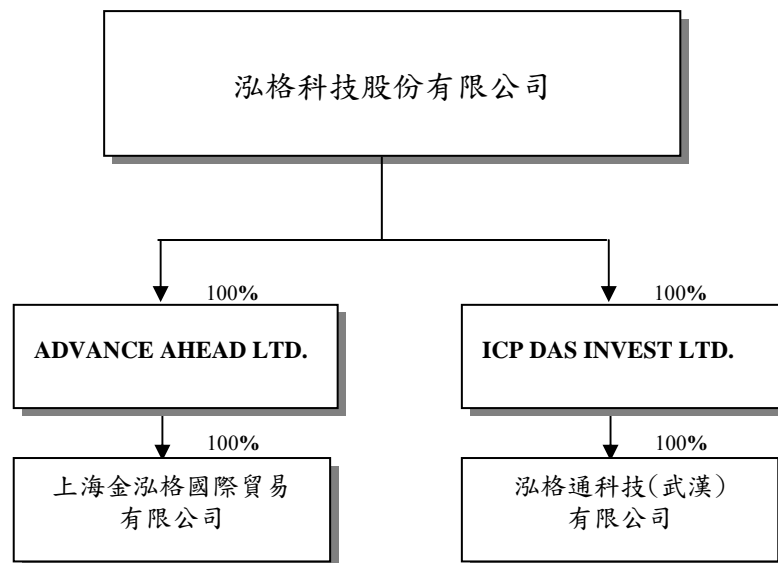 泓格科技股份有限公司
100%
100%
ADVANCE AHEAD LTD.
ICP DAS INVEST LTD.
100%
100%
上海金泓格國際貿易
有限公司
泓格通科技(武漢)
有限公司